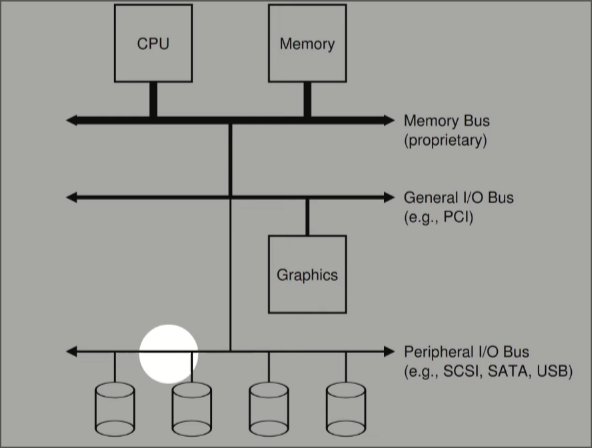 CPU
Memory
Memory Bus
(proprietary)
General I/O Bus
(e.g., PCI)
Graphics
Peripheral I/O Bus
(e.g., SCSI, SATA, USB)